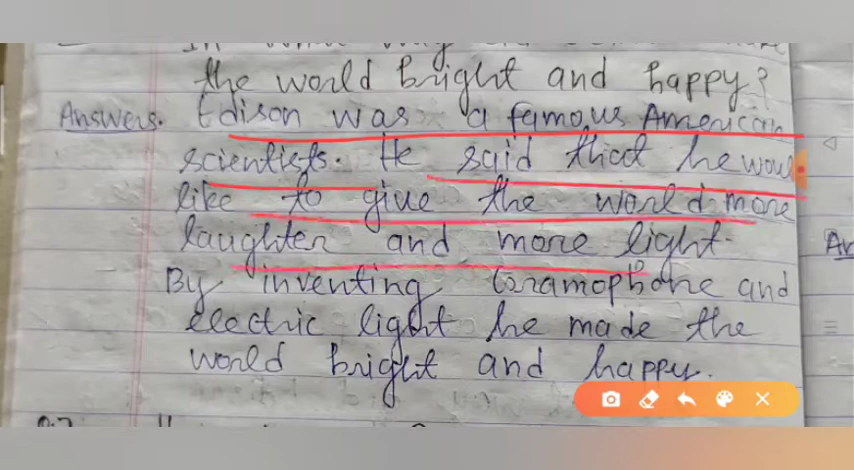 the world bright and happy?
Answers. Edison was a famous American
scientists. He said that he woul
like to give the world more
laughter and more light.
By inventing Gramophone and
electric light he made the
world bright and happy.